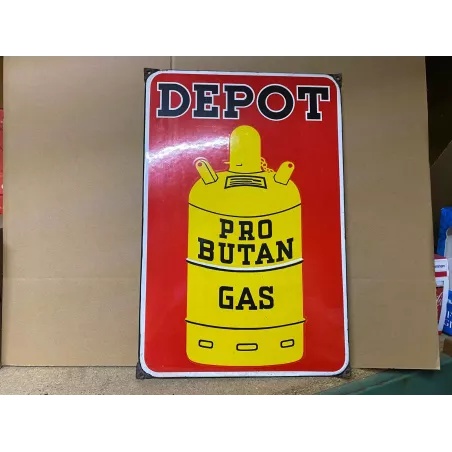 DEPOT
PRO
BUTAN
GAS